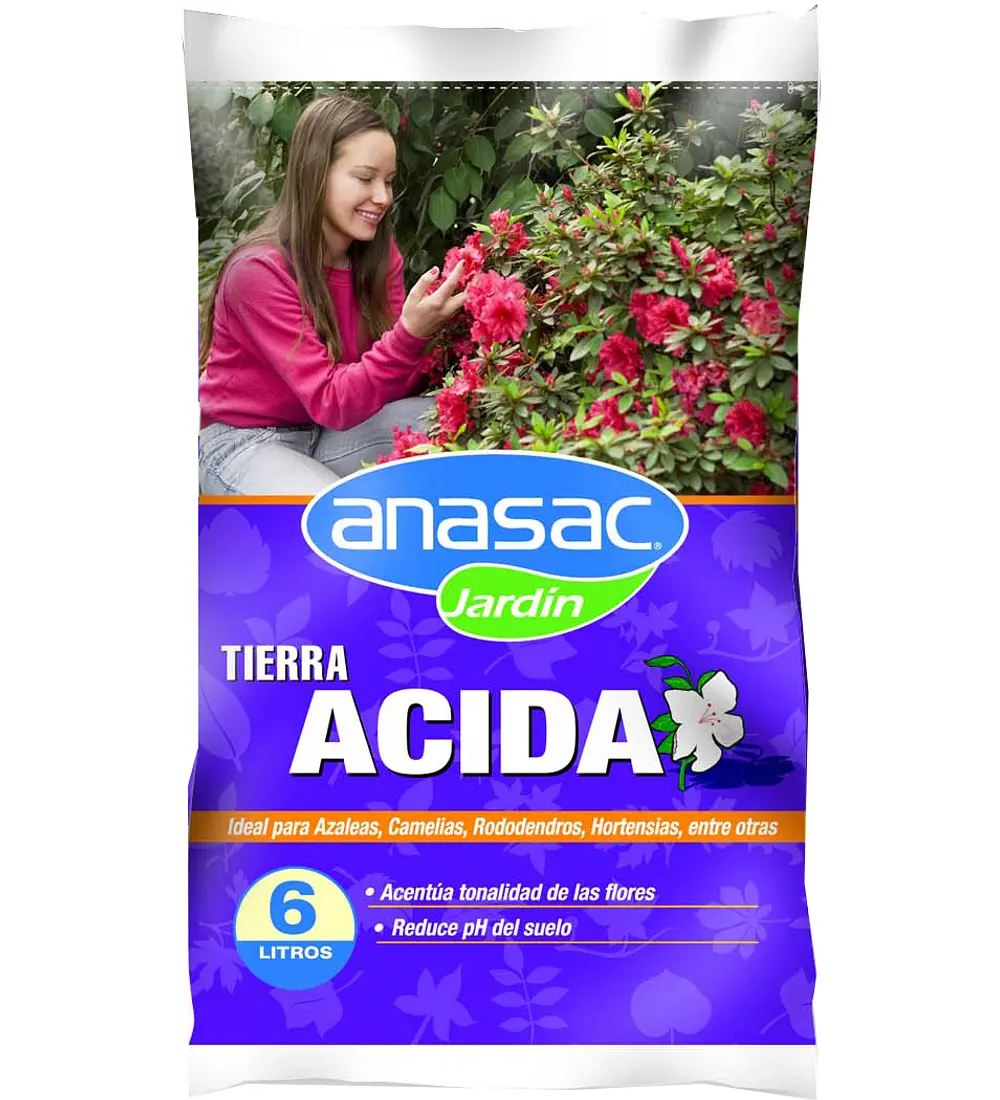 anasac®
Jardín
TIERRA
ACIDA
Ideal para Azaleas, Camelias, Rododendros, Hortensias, entre otras
6
LITROS
• Acentúa tonalidad de las flores
• Reduce pH del suelo